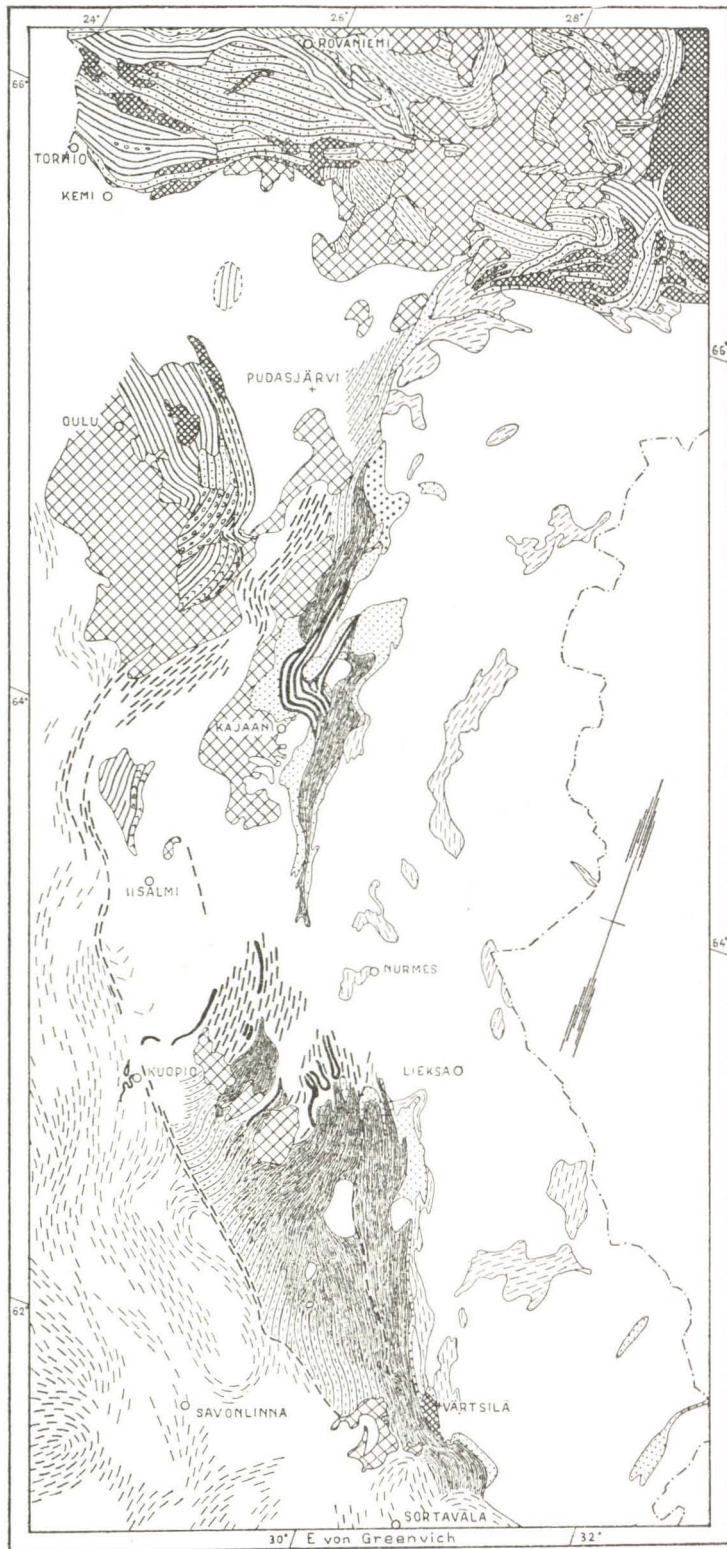 24° 26° 28°
ROVANIEMI
66°
TORNIO
KEMI
66°
PUDASJÄRVI
OULU
64°
KAJAANI
IISALMI
64°
NURMES
KUOPIO
LIEKSA
62°
SAVONLINNA
VÄRTSILÄ
SORTAVALA
30° E von Greenvich 32°